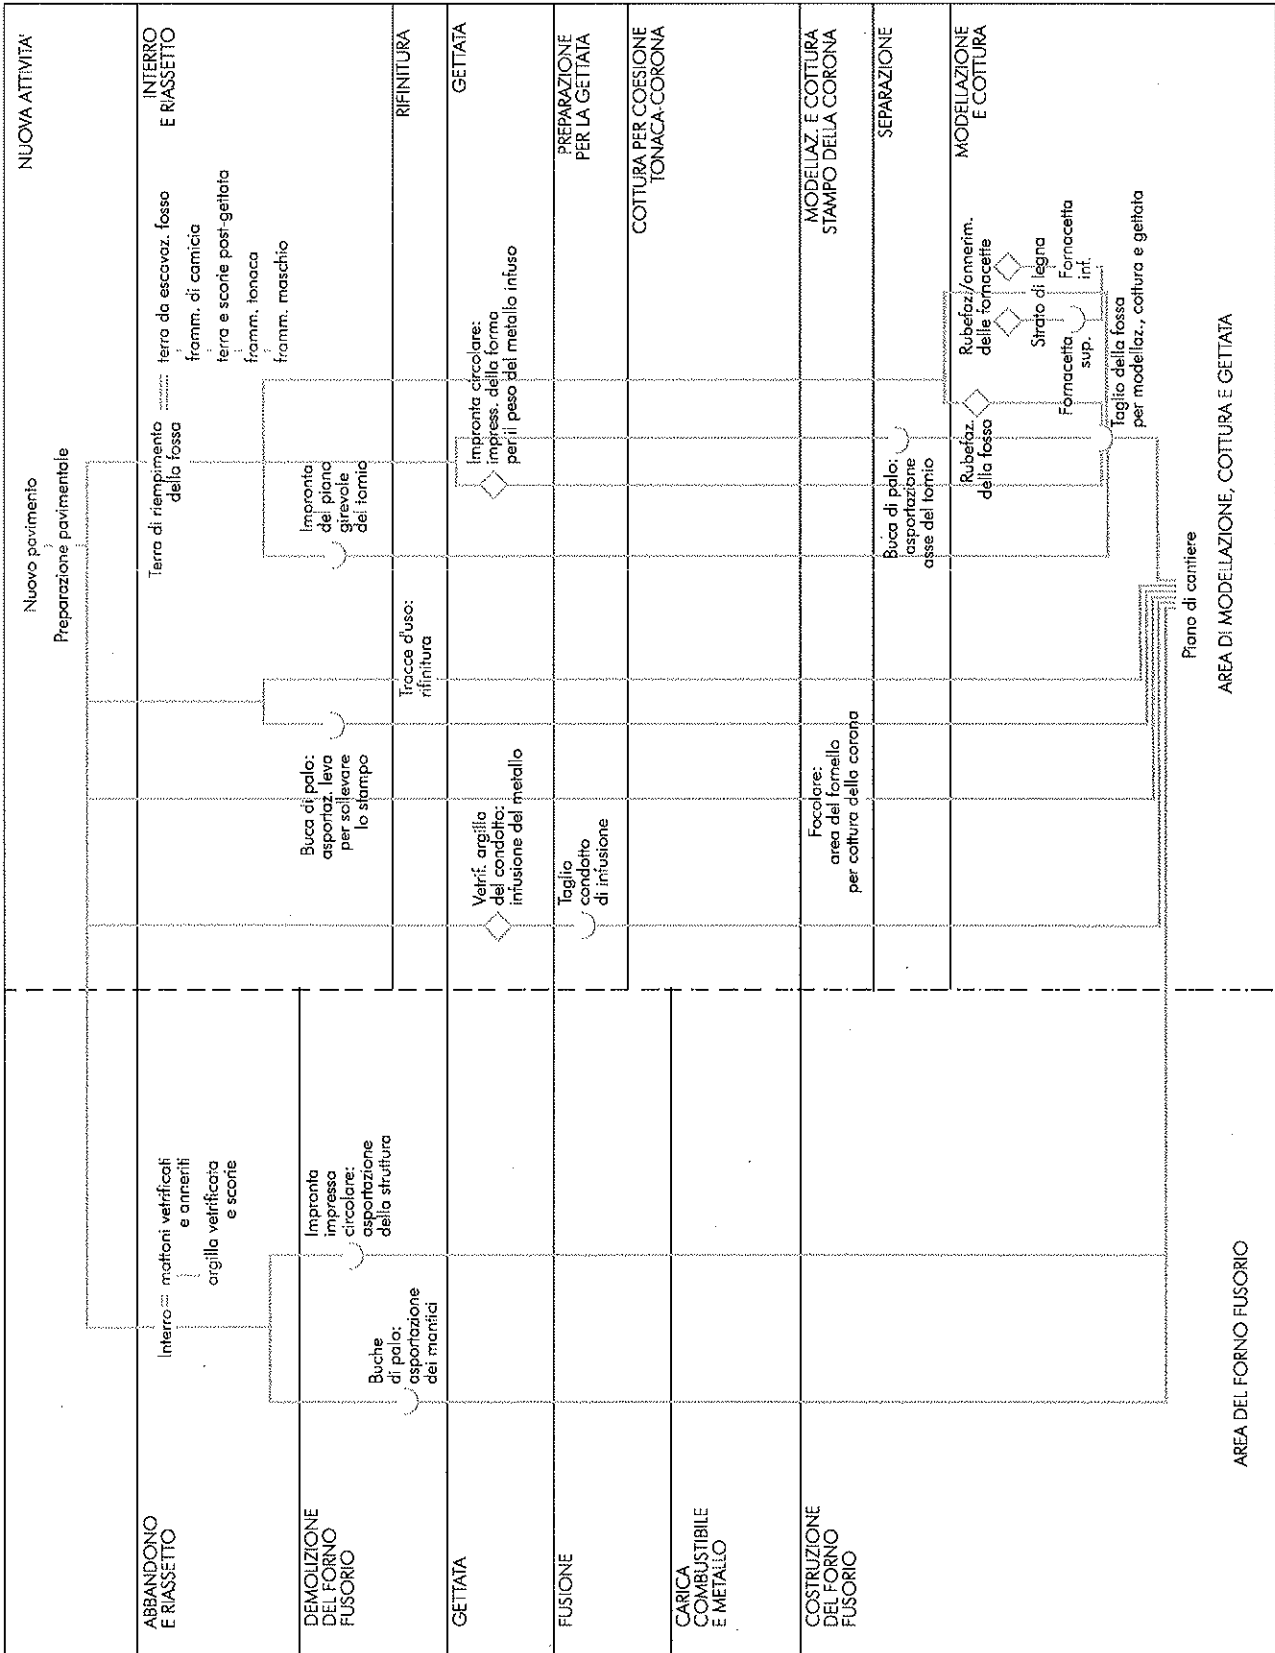 NUOVA ATTIVITA'
Nuovo pavimento
Preparazione pavimentale
ABBANDONO
E RIASSETTO
Interro
mattoni vetrificati
e anneriti
argilla vetrificata
e scorie
Terra di riempimento
della fossa
terra da escavaz. fosso
framm. di camicia
terra e scorie post-gettata
framm. tonaca
framm. maschio
INTERRO
E RIASSETTO
DEMOLIZIONE
DEL FORNO
FUSORIO
Buche
di palo:
asportazione
dei mantici
Impronta
impressa
circolare:
asportazione
della struttura
Buca di palo:
asportaz. leva
per sollevare
lo stampo
Impronta
del piano
girevole
del tornio
Tracce d'uso:
rifinitura
RIFINITURA
GETTATA
Vetrif. argilla
del condotto:
infusione del metallo
Impronta circolare:
impress. della forma
per il peso del metallo infuso
GETTATA
FUSIONE
Taglio
condotto
di infusione
PREPARAZIONE
PER LA GETTATA
COTTURA PER COESIONE
TONACA-CORONA
CARICA
COMBUSTIBILE
E METALLO
COSTRUZIONE
DEL FORNO
FUSORIO
Focolare:
area del fornello
per cottura della corona
MODELLAZ. E COTTURA
STAMPO DELLA CORONA
Buca di palo:
asportazione
asse del tornio
SEPARAZIONE
Rubefaz.
della fossa
Rubefaz./annerim.
delle fornacette
MODELLAZIONE
E COTTURA
Strato di legna
Fornacetta
sup.
Fornacetta
inf.
Taglio della fossa
per modellaz., cottura e gettata
Piano di cantiere
AREA DEL FORNO FUSORIO
AREA DI MODELLAZIONE, COTTURA E GETTATA